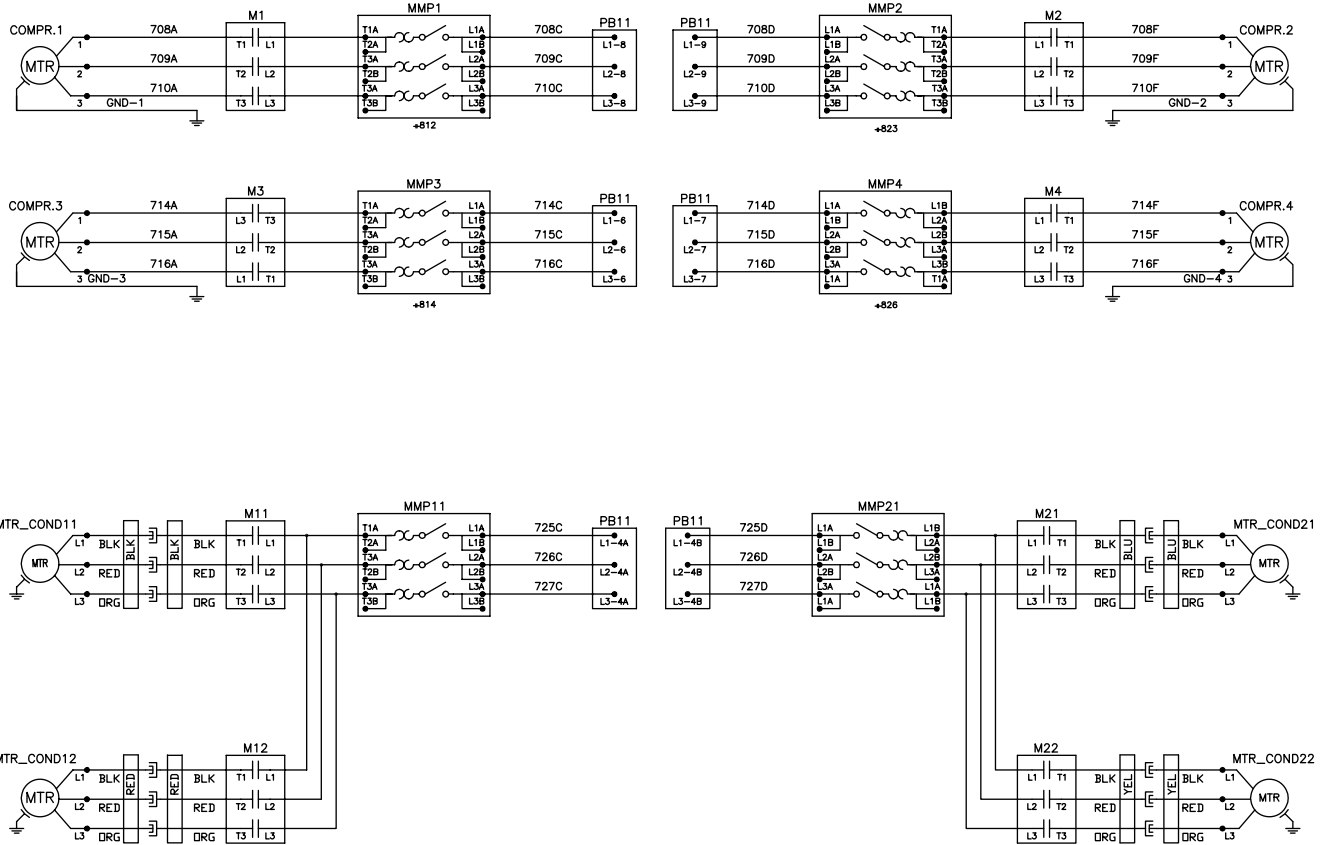 MMP1 MMP2
COMPR.1 708A M1 708C PB11 PB11 708D M2 708F COMPR.2
1 T1 L1 T1A T2A L1A L1B L1-8 L1-9 L1A L1B T1A T2A L1 T1 1
MTR 709A 709C 709D 709F MTR
2 T2 L2 T3A T2B L2A L2B L2-8 L2-9 L2A L2B T3A T2B L2 T2 2
710A 710C 710D 710F
3 GND-1 T3 L3 T3A T3B L3A L3B L3-8 L3-9 L3A L3B T3A T3B L3 T3 GND-2 3
+812 +823
MMP3 MMP4
COMPR.3 714A M3 714C PB11 PB11 714D M4 714F COMPR.4
1 L3 T3 T1A T2A L1A L1B L1-6 L1-7 L1A L1B L1B L2A L1 T1 1
MTR 715A 715C 715D 715F MTR
2 L2 T2 T3A T2B L2A L2B L2-6 L2-7 L2A L2B L2B L3A L2 T2 2
716A 716C 716D 716F
3 GND-3 L1 T1 T3A T3B L3A L3B L3-6 L3-7 L3A L1A L3B T1A L3 T3 GND-4 3
+814 +826
MMP11 MMP21
MTR_COND11 M11 725C PB11 PB11 725D M21 MTR_COND21
L1 BLK BLK BLK BLK T1 L1 T1A T2A L1A L1B L1-4A L1-4B L1A L1B L1B L2A L1 T1 BLK BLU BLU BLK L1
MTR 726C 726D MTR
L2 RED RED T2 L2 T3A T2B L2A L2B L2-4A L2-4B L2A L2B L2B L3A L2 T2 RED RED L2
727C 727D
L3 ORG ORG T3 L3 T3A T3B L3A L3B L3-4A L3-4B L3A L1A L1A L1B L3 T3 ORG ORG L3
MTR_COND12 M12 M22 MTR_COND22
L1 BLK RED RED BLK T1 L1 L1 T1 BLK YEL YEL BLK L1
MTR MTR
L2 RED RED T2 L2 L2 T2 RED RED L2
L3 ORG ORG T3 L3 L3 T3 ORG ORG L3